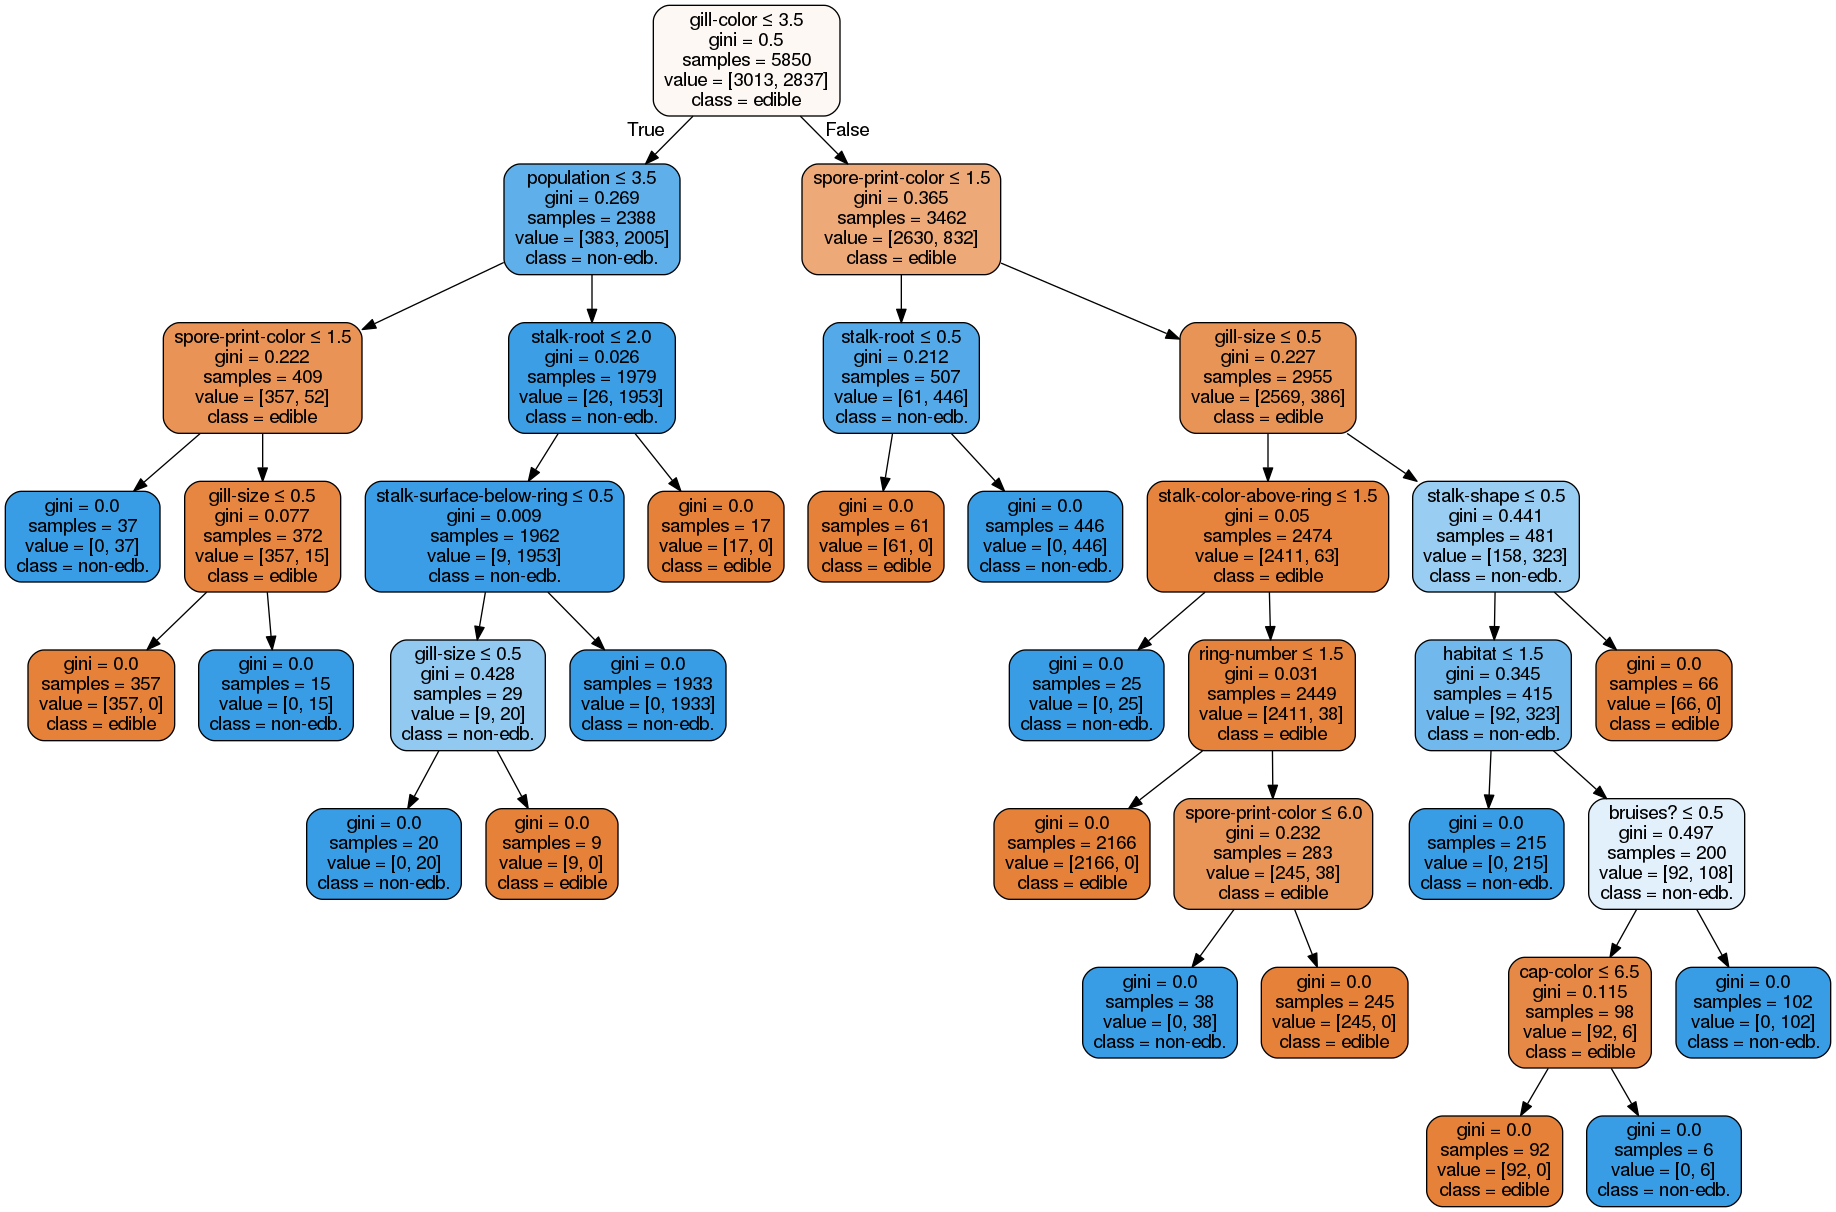 gill-color ≤ 3.5
gini = 0.5
samples = 5850
value = [3013, 2837]
class = edible
True
False
population ≤ 3.5
gini = 0.269
samples = 2388
value = [383, 2005]
class = non-edb.
spore-print-color ≤ 1.5
gini = 0.365
samples = 3462
value = [2630, 832]
class = edible
spore-print-color ≤ 1.5
gini = 0.222
samples = 409
value = [357, 52]
class = edible
stalk-root ≤ 2.0
gini = 0.026
samples = 1979
value = [26, 1953]
class = non-edb.
stalk-root ≤ 0.5
gini = 0.212
samples = 507
value = [61, 446]
class = non-edb.
gill-size ≤ 0.5
gini = 0.227
samples = 2955
value = [2569, 386]
class = edible
gini = 0.0
samples = 37
value = [0, 37]
class = non-edb.
gill-size ≤ 0.5
gini = 0.077
samples = 372
value = [357, 15]
class = edible
stalk-surface-below-ring ≤ 0.5
gini = 0.009
samples = 1962
value = [9, 1953]
class = non-edb.
gini = 0.0
samples = 17
value = [17, 0]
class = edible
gini = 0.0
samples = 61
value = [61, 0]
class = edible
gini = 0.0
samples = 446
value = [0, 446]
class = non-edb.
stalk-color-above-ring ≤ 1.5
gini = 0.05
samples = 2474
value = [2411, 63]
class = edible
stalk-shape ≤ 0.5
gini = 0.441
samples = 481
value = [158, 323]
class = non-edb.
gini = 0.0
samples = 357
value = [357, 0]
class = edible
gini = 0.0
samples = 15
value = [0, 15]
class = non-edb.
gill-size ≤ 0.5
gini = 0.428
samples = 29
value = [9, 20]
class = non-edb.
gini = 0.0
samples = 1933
value = [0, 1933]
class = non-edb.
gini = 0.0
samples = 25
value = [0, 25]
class = non-edb.
ring-number ≤ 1.5
gini = 0.031
samples = 2449
value = [2411, 38]
class = edible
habitat ≤ 1.5
gini = 0.345
samples = 415
value = [92, 323]
class = non-edb.
gini = 0.0
samples = 66
value = [66, 0]
class = edible
gini = 0.0
samples = 20
value = [0, 20]
class = non-edb.
gini = 0.0
samples = 9
value = [9, 0]
class = edible
gini = 0.0
samples = 2166
value = [2166, 0]
class = edible
spore-print-color ≤ 6.0
gini = 0.232
samples = 283
value = [245, 38]
class = edible
gini = 0.0
samples = 215
value = [0, 215]
class = non-edb.
bruises? ≤ 0.5
gini = 0.497
samples = 200
value = [92, 108]
class = non-edb.
gini = 0.0
samples = 38
value = [0, 38]
class = non-edb.
gini = 0.0
samples = 245
value = [245, 0]
class = edible
cap-color ≤ 6.5
gini = 0.115
samples = 98
value = [92, 6]
class = edible
gini = 0.0
samples = 102
value = [0, 102]
class = non-edb.
gini = 0.0
samples = 92
value = [92, 0]
class = edible
gini = 0.0
samples = 6
value = [0, 6]
class = non-edb.